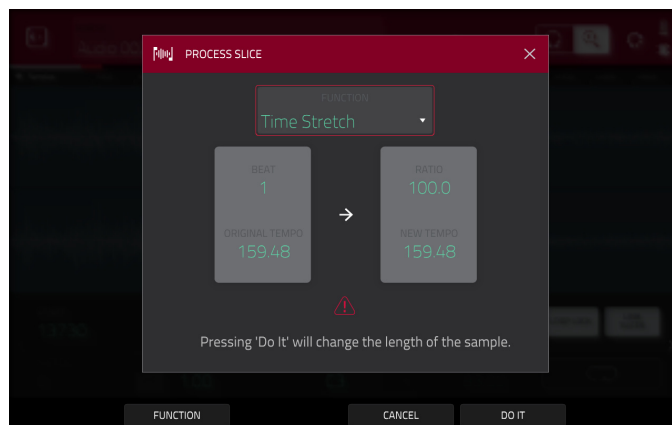 PROCESS SLICE
FUNCTION
Time Stretch
BEAT
1
ORIGINAL TEMPO
159.48
RATIO
100.0
NEW TEMPO
159.48
Pressing 'Do It' will change the length of the sample.
FUNCTION
CANCEL
DO IT